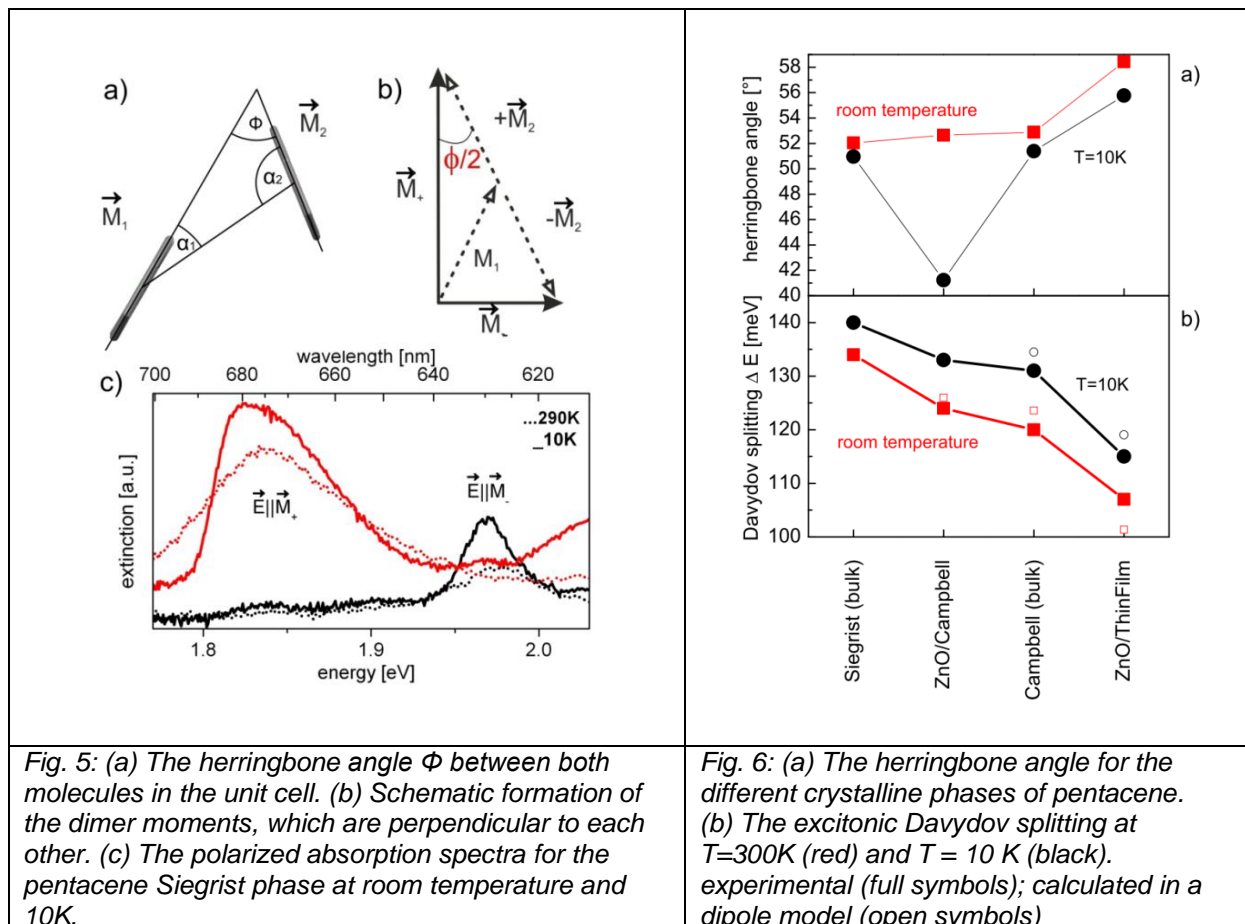 a)
Φ
M₂
α₂
M₁
α₁
b)
+M₂
ϕ/2
M₊
-M₂
M₁
M₋
c)
wavelength [nm]
700 680 660 640 620
...290K
_10K
E||M₊
E||M₋
extinction [a.u.]
1.8 1.9 2.0
energy [eV]
Fig. 5: (a) The herringbone angle Φ between both
molecules in the unit cell. (b) Schematic formation of
the dimer moments, which are perpendicular to each
other. (c) The polarized absorption spectra for the
pentacene Siegrist phase at room temperature and
10K.
a)
58
56
54
52
50
48
46
44
42
40
herringbone angle [°]
room temperature
T=10K
b)
140
130
120
110
100
Davydov splitting Δ E [meV]
T=10K
room temperature
Siegrist (bulk)
ZnO/Campbell
Campbell (bulk)
ZnO/ThinFilm
Fig. 6: (a) The herringbone angle for the
different crystalline phases of pentacene.
(b) The excitonic Davydov splitting at
T=300K (red) and T = 10 K (black).
experimental (full symbols); calculated in a
dipole model (open symbols)